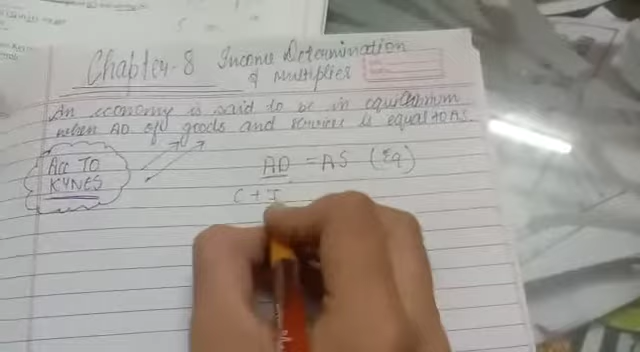 Chapter-8 Income Determination
& Multiplier
An economy is said to be in equilibrium
when AD of goods and services is equal to AS.
Acc TO
KYNES
AD = AS (Eq)
C + I